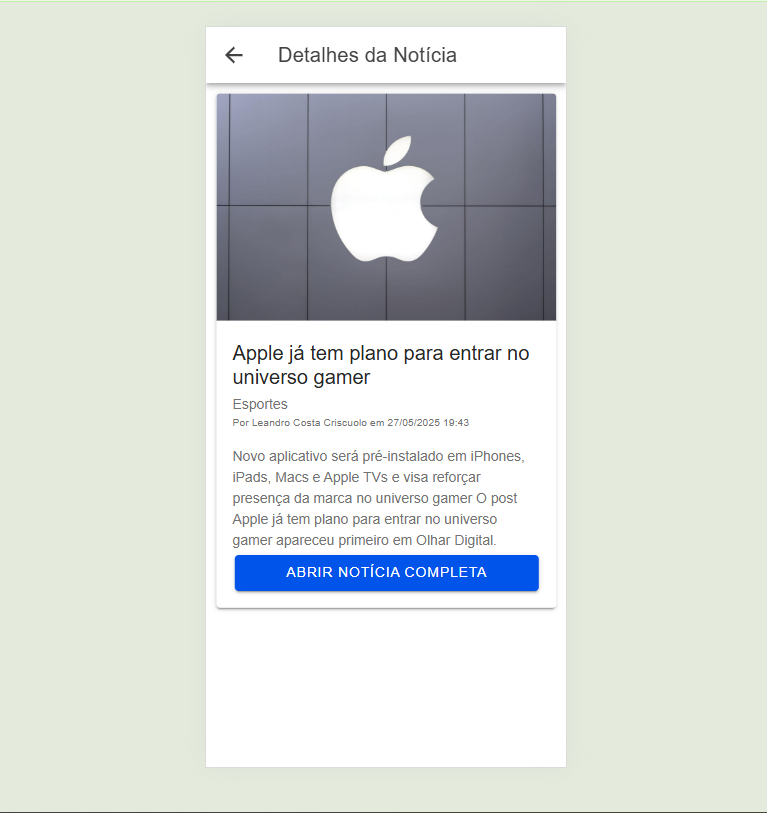 Detalhes da Notícia
Apple já tem plano para entrar no
universo gamer
Esportes
Por Leandro Costa Criscuolo em 27/05/2025 19:43
Novo aplicativo será pré-instalado em iPhones,
iPads, Macs e Apple TVs e visa reforçar
presença da marca no universo gamer O post
Apple já tem plano para entrar no universo
gamer apareceu primeiro em Olhar Digital.
ABRIR NOTÍCIA COMPLETA